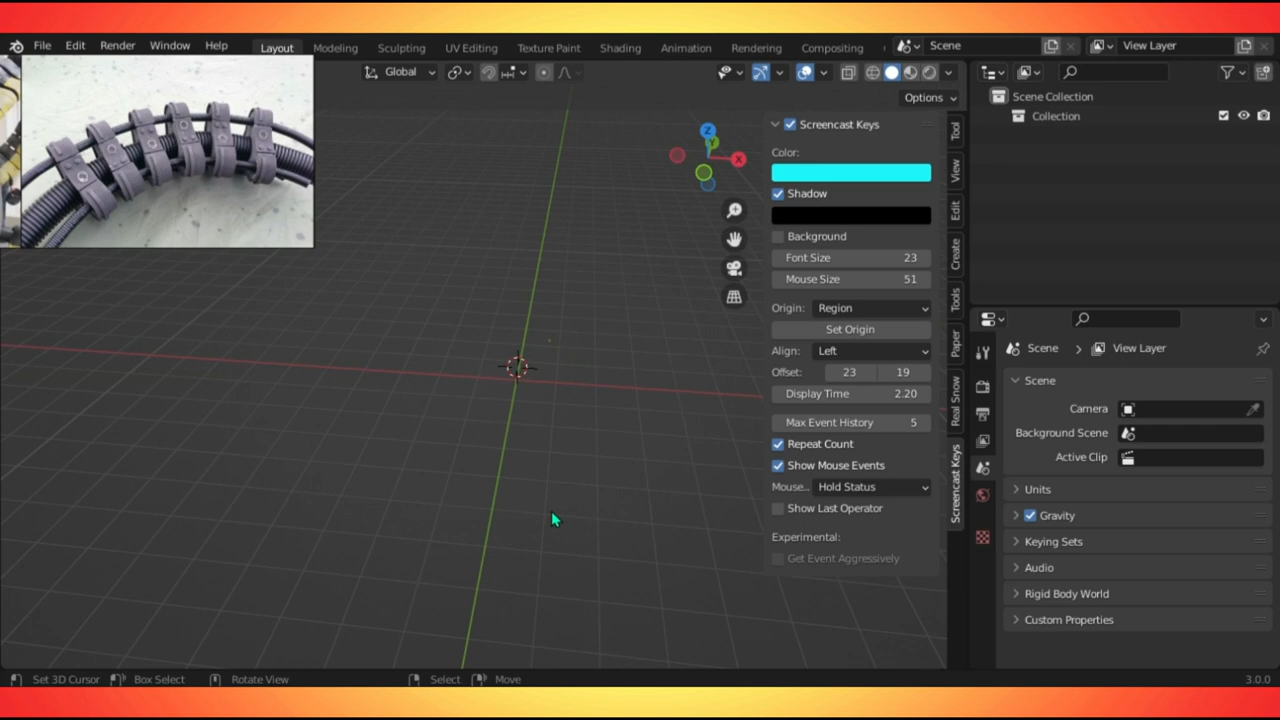 File Edit Render Window Help
Layout Modeling Sculpting UV Editing Texture Paint Shading Animation Rendering Compositing
Scene
View Layer
Global
Options
Screencast Keys
Color:
Shadow
Background
Font Size 23
Mouse Size 51
Origin: Region
Set Origin
Align: Left
Offset: 23 19
Display Time 2.20
Max Event History 5
Repeat Count
Show Mouse Events
Mouse.. Hold Status
Show Last Operator
Experimental:
Get Event Aggressively
Z
Y
X
Tool
View
Edit
Create
Tools
Paper
Real Snow
Screencast Keys
Scene Collection
Collection
Scene > View Layer
Scene
Camera
Background Scene
Active Clip
Units
Gravity
Keying Sets
Audio
Rigid Body World
Custom Properties
Set 3D Cursor Box Select Rotate View Select Move 3.0.0